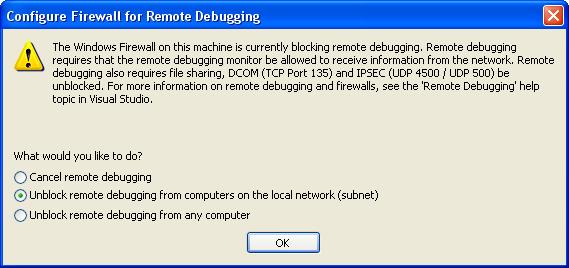 Configure Firewall for Remote Debugging
The Windows Firewall on this machine is currently blocking remote debugging. Remote debugging
requires that the remote debugging monitor be allowed to receive information from the network. Remote
debugging also requires file sharing, DCOM (TCP Port 135) and IPSEC (UDP 4500 / UDP 500) be
unblocked. For more information on remote debugging and firewalls, see the 'Remote Debugging' help
topic in Visual Studio.
What would you like to do?
Cancel remote debugging
Unblock remote debugging from computers on the local network (subnet)
Unblock remote debugging from any computer
OK